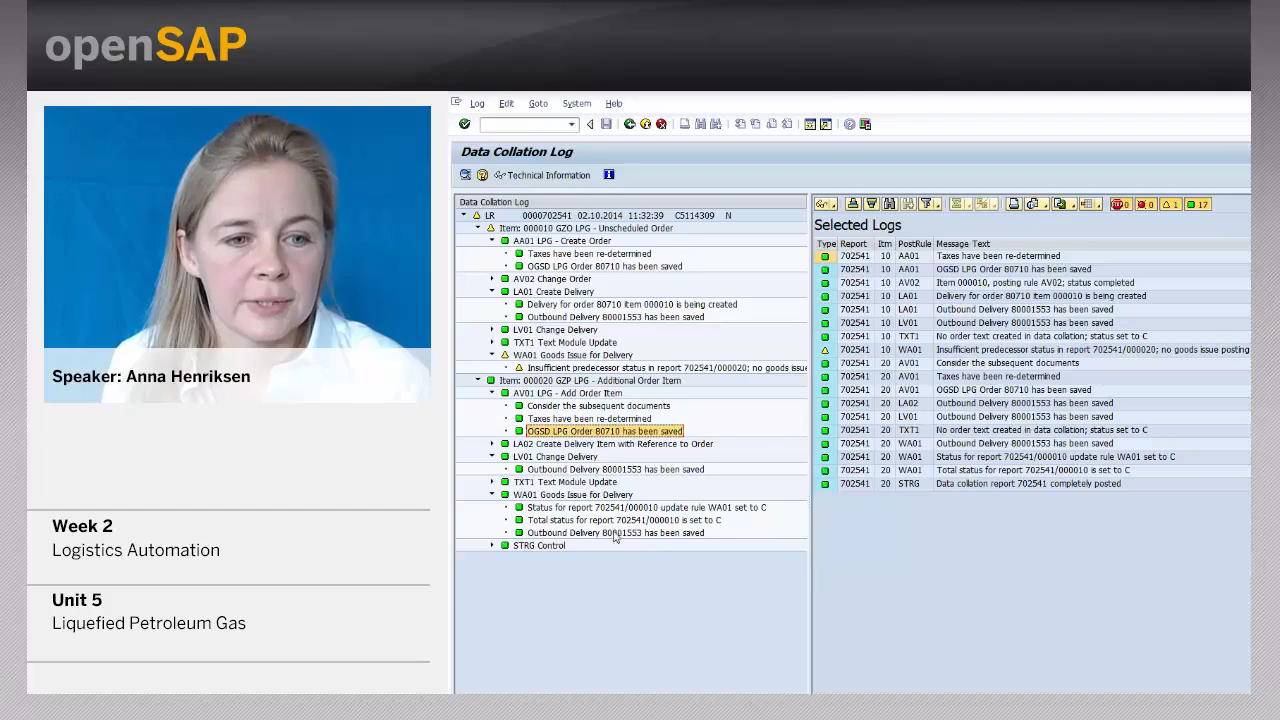 openSAP
Log Edit Goto System Help
Data Collation Log
Technical Information
Data Collation Log
LR 0000702541 02.10.2014 11:32:39 C5114309 N
Item: 000010 GZO LPG - Unscheduled Order
AA01 LPG - Create Order
Taxes have been re-determined
OGSD LPG Order 80710 has been saved
AV02 Change Order
LA01 Create Delivery
Delivery for order 80710 item 000010 is being created
Outbound Delivery 80001553 has been saved
LV01 Change Delivery
TXT1 Text Module Update
WA01 Goods Issue for Delivery
Insufficient predecessor status in report 702541/000020; no goods issue
Item: 000020 GZP LPG - Additional Order Item
AV01 LPG - Add Order Item
Consider the subsequent documents
Taxes have been re-determined
OGSD LPG Order 80710 has been saved
LA02 Create Delivery Item with Reference to Order
LV01 Change Delivery
Outbound Delivery 80001553 has been saved
TXT1 Text Module Update
WA01 Goods Issue for Delivery
Status for report 702541/000010 update rule WA01 set to C
Total status for report 702541/000010 is set to C
Outbound Delivery 80001553 has been saved
STRG Control
0 0 1 17
Selected Logs
Type Report Itm PostRule Message Text
702541 10 AA01 Taxes have been re-determined
702541 10 AA01 OGSD LPG Order 80710 has been saved
702541 10 AV02 Item 000010, posting rule AV02; status completed
702541 10 LA01 Delivery for order 80710 item 000010 is being created
702541 10 LA01 Outbound Delivery 80001553 has been saved
702541 10 LV01 Outbound Delivery 80001553 has been saved
702541 10 TXT1 No order text created in data collation; status set to C
702541 10 WA01 Insufficient predecessor status in report 702541/000020; no goods issue posting
702541 20 AV01 Consider the subsequent documents
702541 20 AV01 Taxes have been re-determined
702541 20 AV01 OGSD LPG Order 80710 has been saved
702541 20 LA02 Outbound Delivery 80001553 has been saved
702541 20 LV01 Outbound Delivery 80001553 has been saved
702541 20 TXT1 No order text created in data collation; status set to C
702541 20 WA01 Outbound Delivery 80001553 has been saved
702541 20 WA01 Status for report 702541/000010 update rule WA01 set to C
702541 20 WA01 Total status for report 702541/000010 is set to C
702541 20 STRG Data collation report 702541 completely posted
Speaker: Anna Henriksen
Week 2
Logistics Automation
Unit 5
Liquefied Petroleum Gas